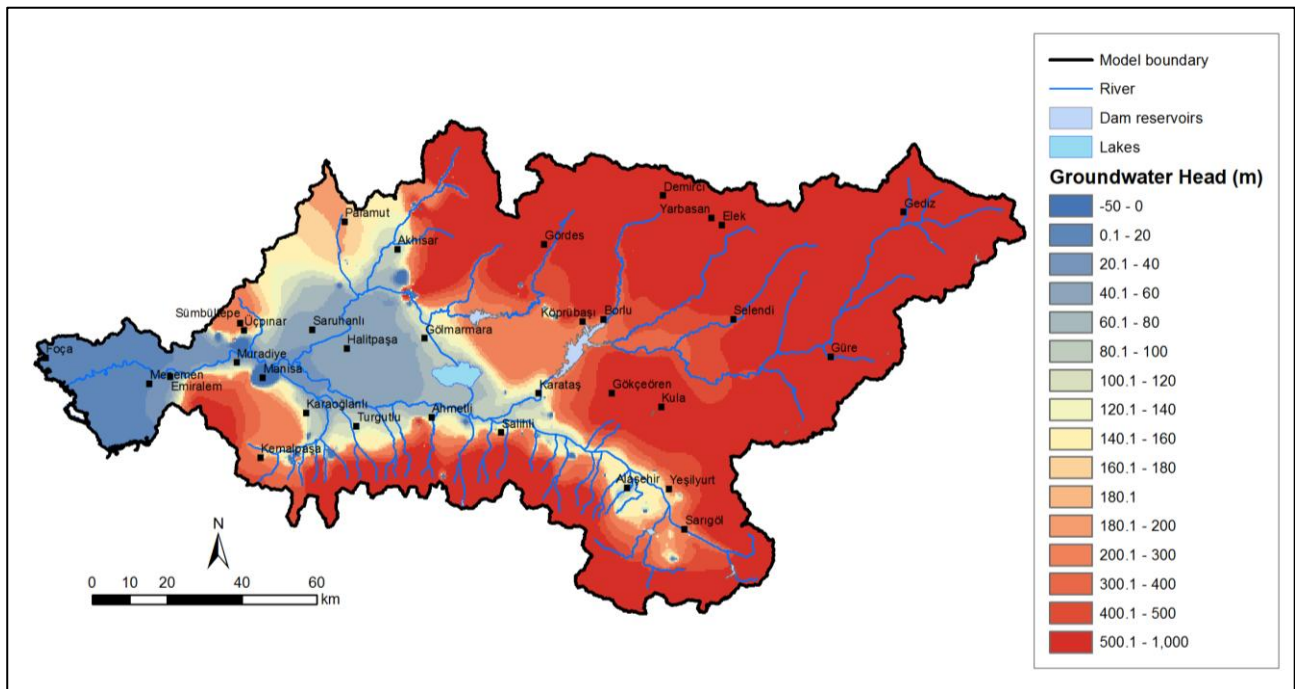 Model boundary
River
Dam reservoirs
Lakes
Groundwater Head (m)
-50 - 0
0.1 - 20
20.1 - 40
40.1 - 60
60.1 - 80
80.1 - 100
100.1 - 120
120.1 - 140
140.1 - 160
160.1 - 180
180.1
180.1 - 200
200.1 - 300
300.1 - 400
400.1 - 500
500.1 - 1,000
Demirci
Yarbasan
Elek
Gediz
Palamut
Akhisar
Gördes
Sümbültepe
Üçpınar
Saruhanlı
Köprübaşı
Borlu
Selendi
Gölmarmara
Halitpaşa
Foça
Muradiye
Güre
Manisa
Menemen
Emiralem
Karataş
Gökçeören
Kula
Karaoğlanlı
Turgutlu
Ahmetli
Salihli
Kemalpaşa
Alaşehir
Yeşilyurt
Sarıgöl
N
0 10 20 40 60
km